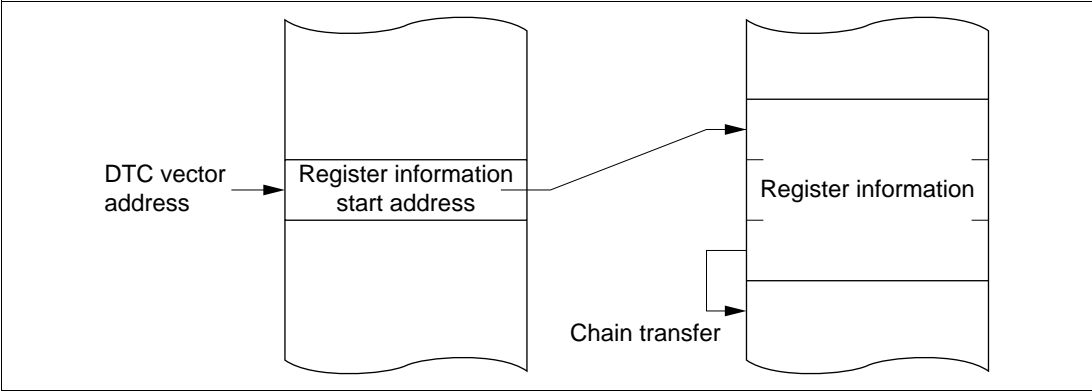 DTC vector
address
Register information
start address
Register information
Chain transfer